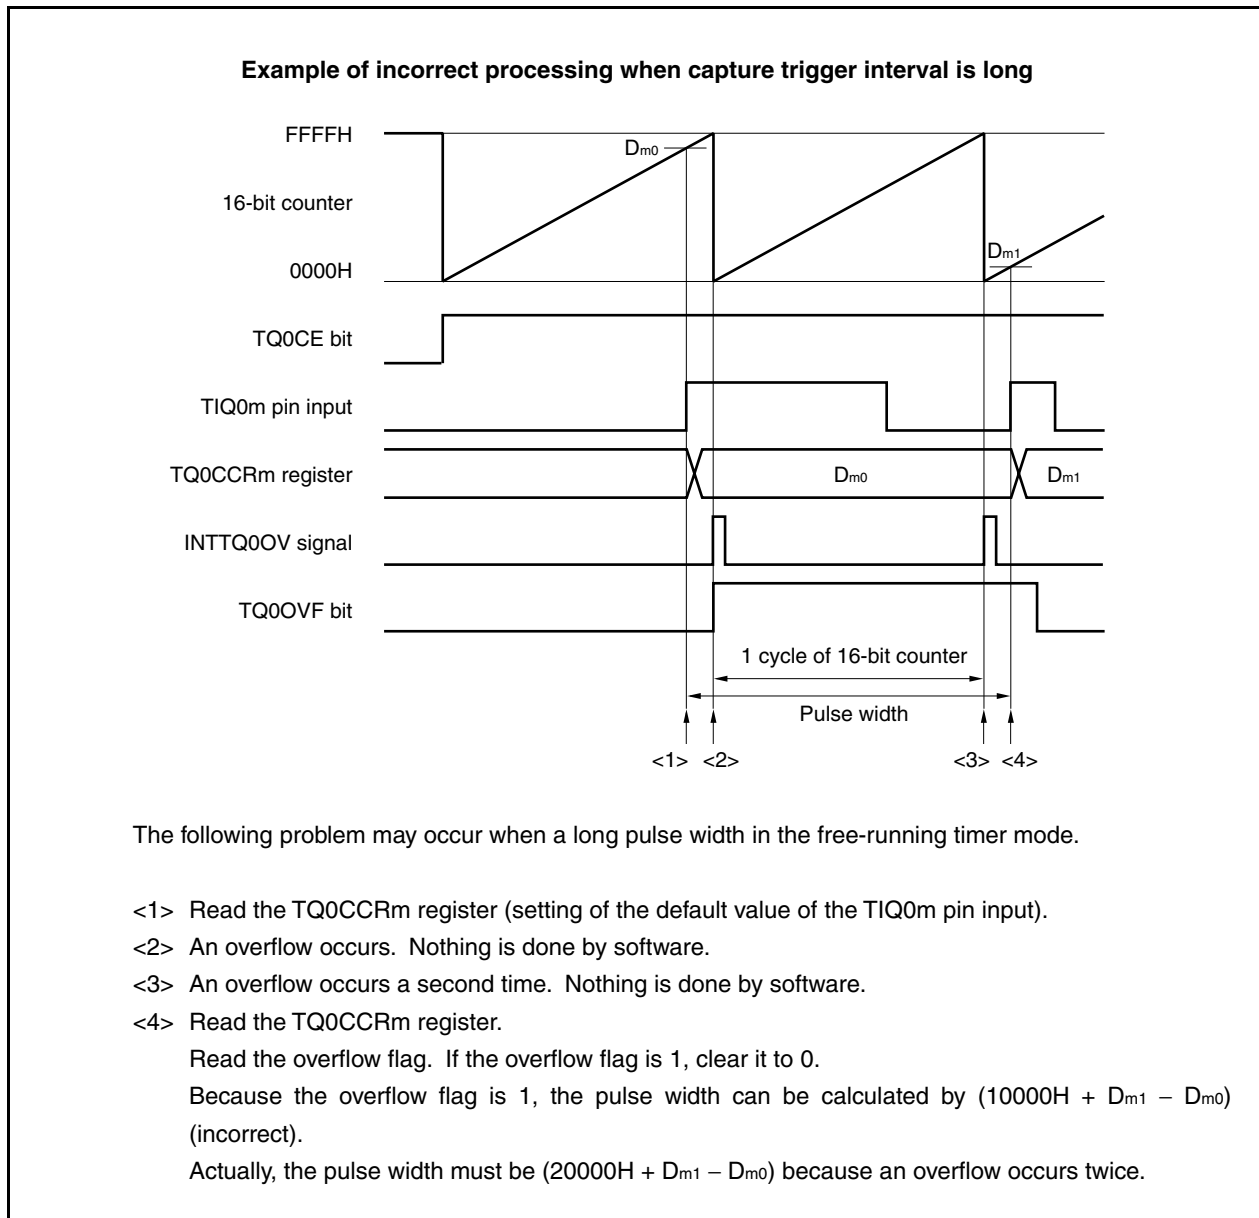 Example of incorrect processing when capture trigger interval is long
FFFFH
Dm0
16-bit counter
Dm1
0000H
TQ0CE bit
TIQ0m pin input
TQ0CCRm register
Dm0
Dm1
INTTQ0OV signal
TQ0OVF bit
1 cycle of 16-bit counter
Pulse width
<1> <2> <3> <4>
The following problem may occur when a long pulse width in the free-running timer mode.
<1> Read the TQ0CCRm register (setting of the default value of the TIQ0m pin input).
<2> An overflow occurs. Nothing is done by software.
<3> An overflow occurs a second time. Nothing is done by software.
<4> Read the TQ0CCRm register.
Read the overflow flag. If the overflow flag is 1, clear it to 0.
Because the overflow flag is 1, the pulse width can be calculated by (10000H + Dm1 – Dm0)
(incorrect).
Actually, the pulse width must be (20000H + Dm1 – Dm0) because an overflow occurs twice.